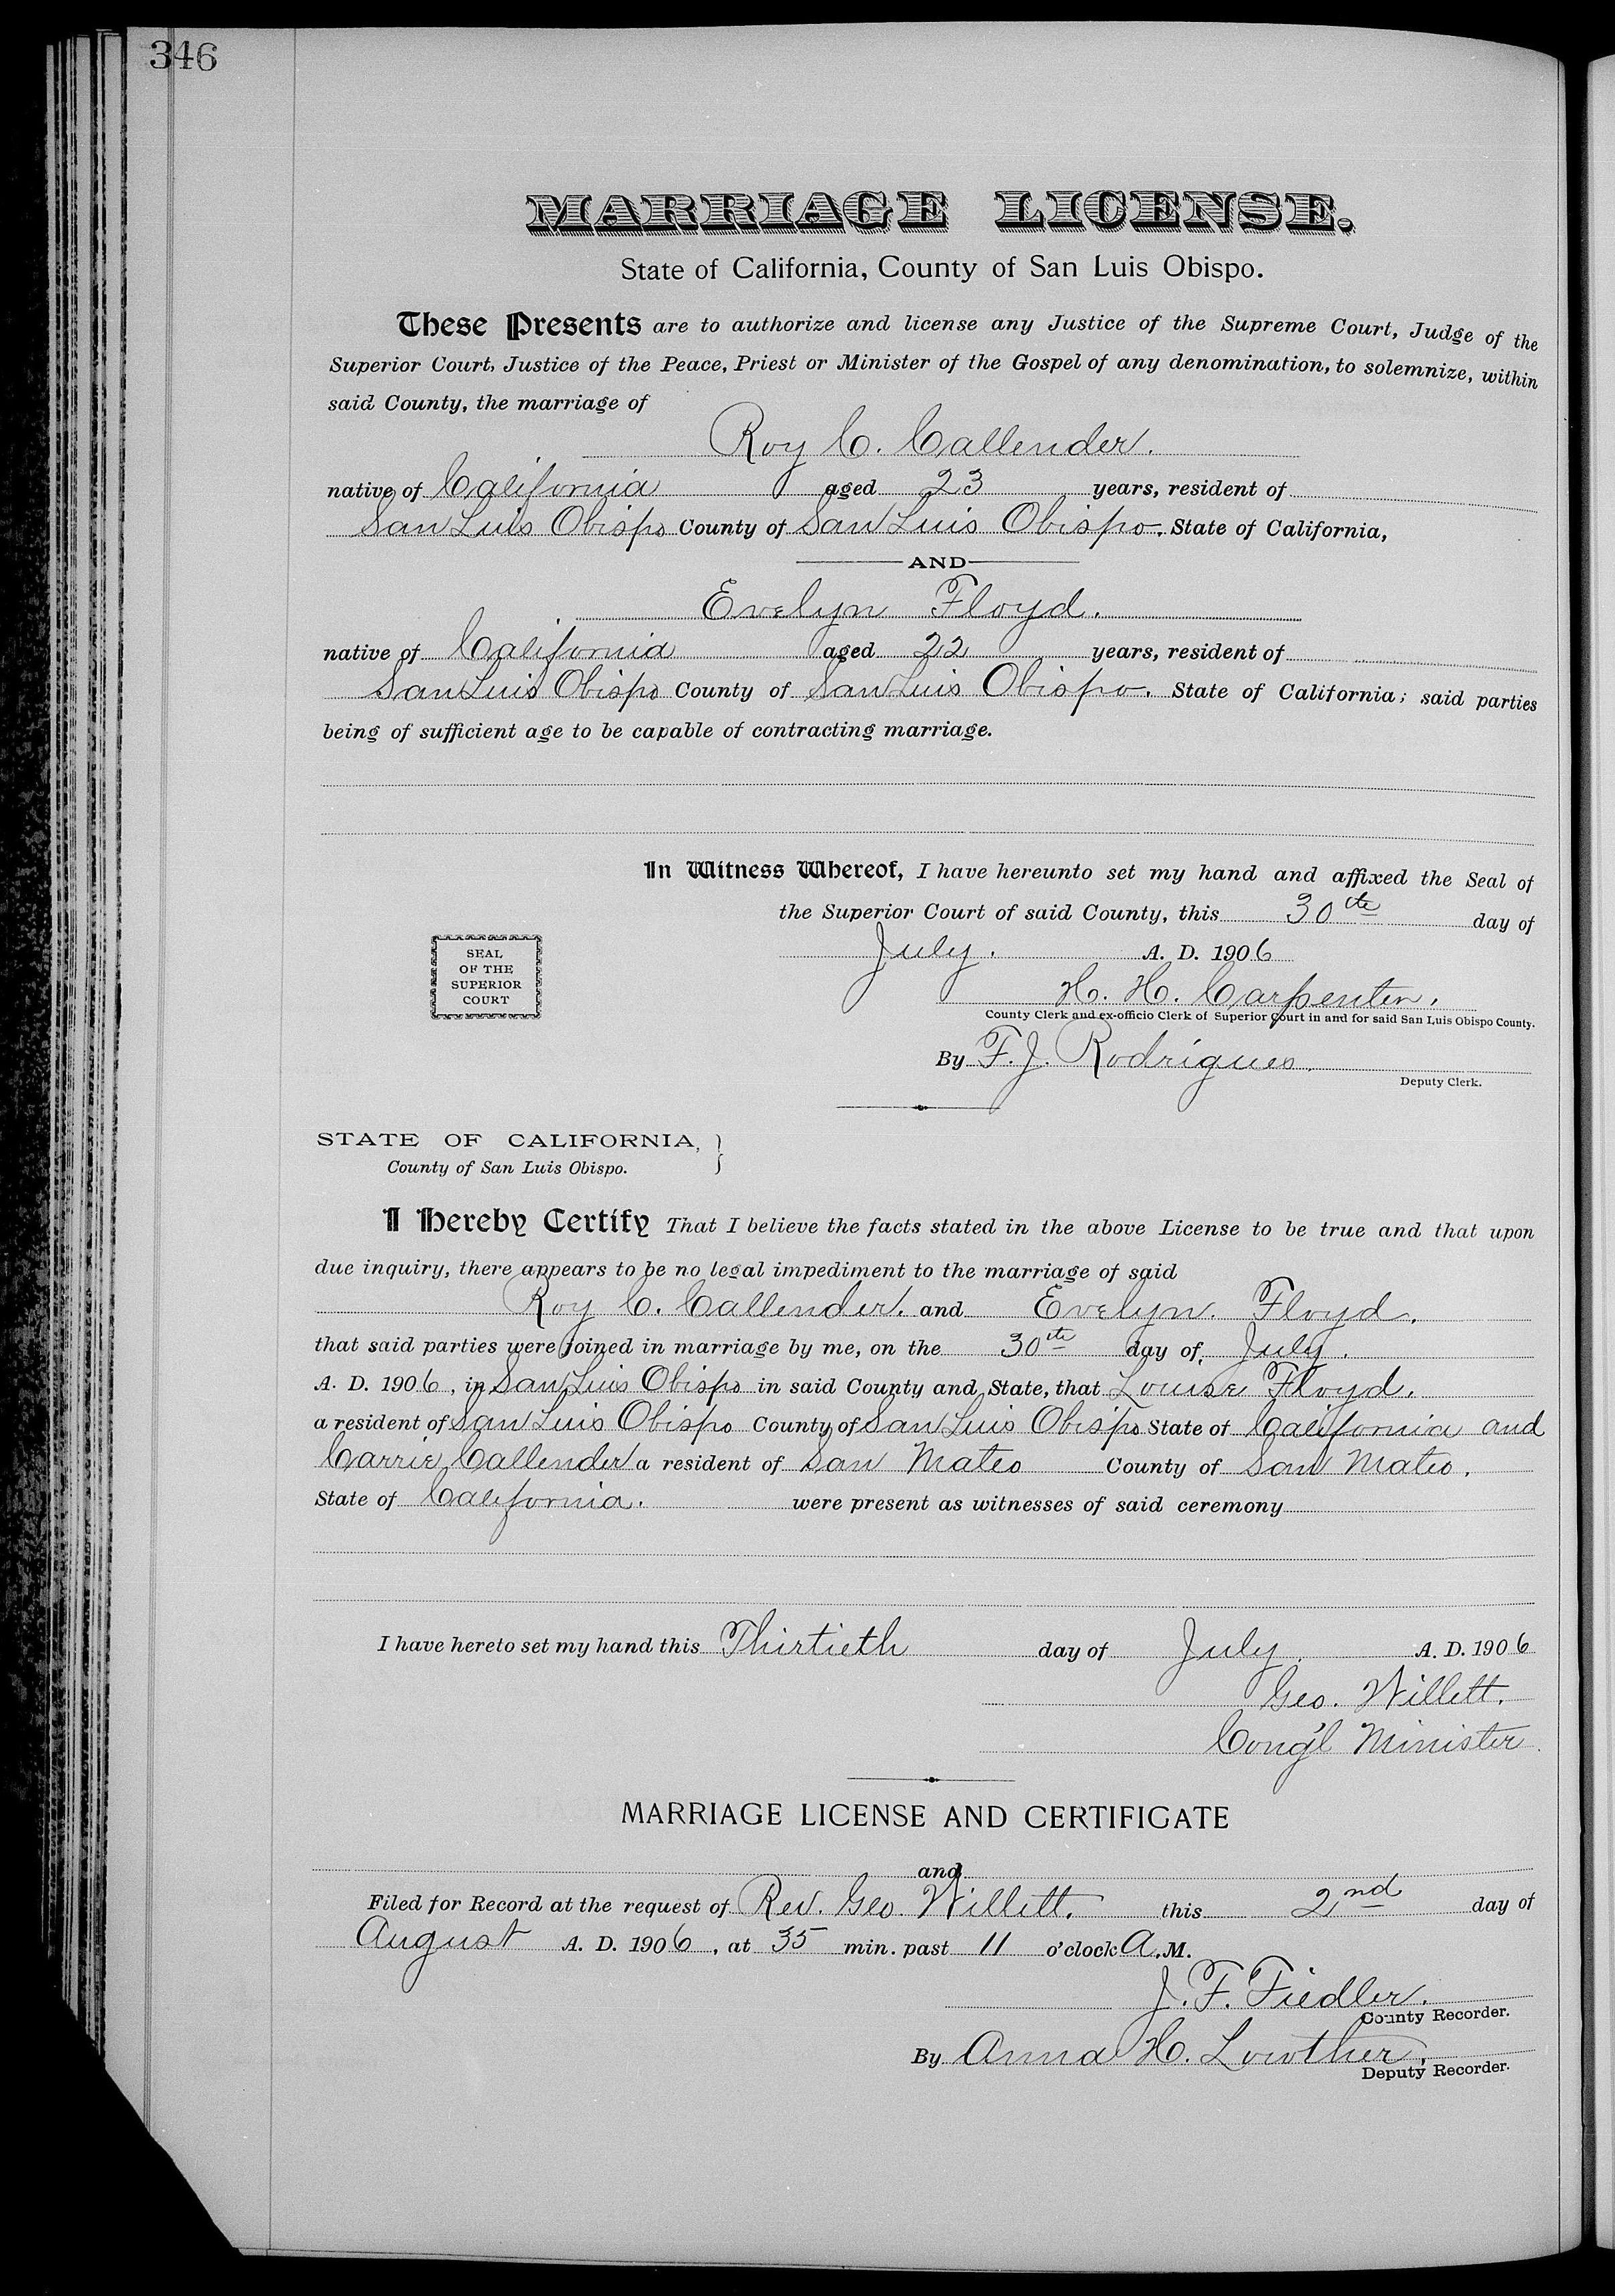 346
MARRIAGE LICENSE.
State of California, County of San Luis Obispo.
These Presents are to authorize and license any Justice of the Supreme Court, Judge of the
Superior Court, Justice of the Peace, Priest or Minister of the Gospel of any denomination, to solemnize, within
said County, the marriage of
Roy C. Callender.
native of California aged 23 years, resident of
San Luis Obispo County of San Luis Obispo, State of California,
AND
Evelyn Floyd.
native of California aged 22 years, resident of
San Luis Obispo County of San Luis Obispo. State of California; said parties
being of sufficient age to be capable of contracting marriage.
In Witness Whereof, I have hereunto set my hand and affixed the Seal of
the Superior Court of said County, this 30th day of
July. A. D. 1906
SEAL
OF THE
SUPERIOR
COURT
H. H. Carpenter.
County Clerk and ex-officio Clerk of Superior Court in and for said San Luis Obispo County.
By F. J. Rodrigues.
Deputy Clerk.
STATE OF CALIFORNIA, }
County of San Luis Obispo.
I Hereby Certify That I believe the facts stated in the above License to be true and that upon
due inquiry, there appears to be no legal impediment to the marriage of said
Roy C. Callender. and Evelyn. Floyd.
that said parties were joined in marriage by me, on the 30th day of, July.
A. D. 1906, in San Luis Obispo in said County and State, that Louise Floyd.
a resident of San Luis Obispo County of San Luis Obispo State of California and
Carrie Callender a resident of San Mateo County of San Mateo.
State of California. were present as witnesses of said ceremony
I have hereto set my hand this Thirtieth day of July. A. D. 1906
Geo. Willett.
Cong'l Minister.
MARRIAGE LICENSE AND CERTIFICATE
and
Filed for Record at the request of Rev. Geo. Willett. this 2nd day of
August A. D. 1906, at 35 min. past 11 o'clock A.M.
J. F. Fiedler.
County Recorder.
By Anna H. Lowther.
Deputy Recorder.